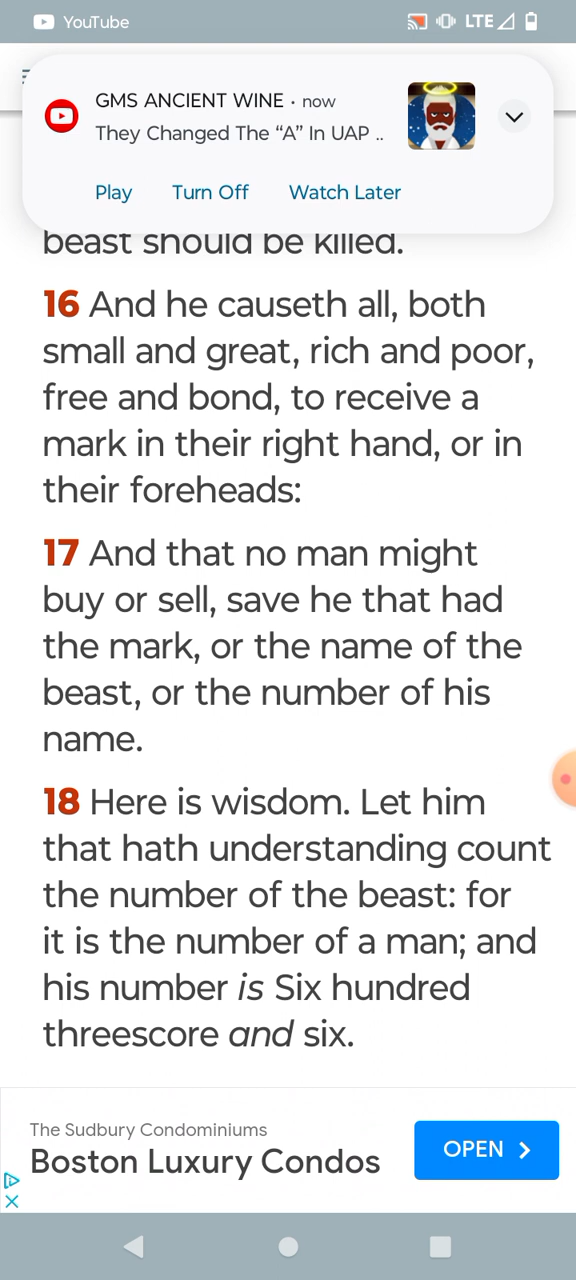 YouTube
LTE
GMS ANCIENT WINE · now
They Changed The “A” In UAP ..
Play Turn Off Watch Later
beast should be killed.
16 And he causeth all, both
small and great, rich and poor,
free and bond, to receive a
mark in their right hand, or in
their foreheads:
17 And that no man might
buy or sell, save he that had
the mark, or the name of the
beast, or the number of his
name.
18 Here is wisdom. Let him
that hath understanding count
the number of the beast: for
it is the number of a man; and
his number is Six hundred
threescore and six.
The Sudbury Condominiums
Boston Luxury Condos
OPEN